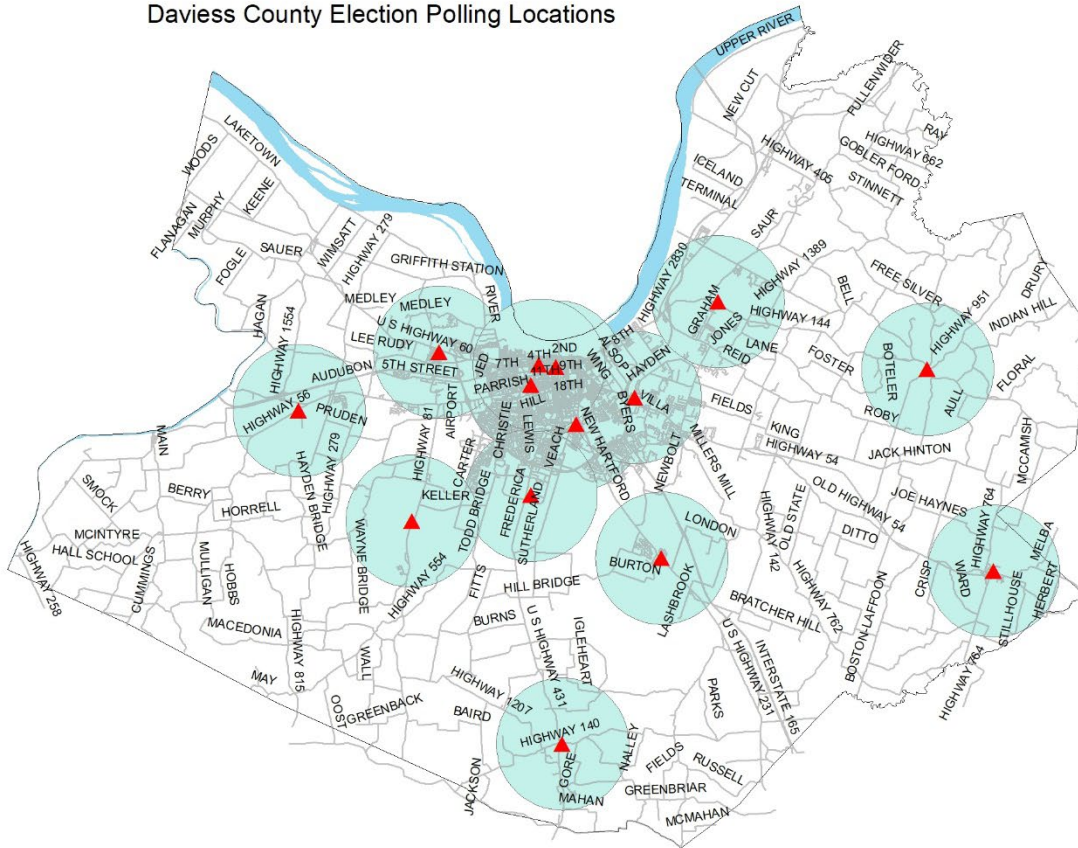 Daviess County Election Polling Locations
UPPER RIVER
NEW CUT
FULLENWIDER
RAY
HIGHWAY 662
GOBLER FORD
STINNETT
HIGHWAY 405
ICELAND
TERMINAL
SAUR
LAKETOWN
WOODS
KEENE
MURPHY
FLANAGAN
SAUER
FOGLE
WIMSATT
HIGHWAY 279
GRIFFITH STATION
RIVER
MEDLEY
MEDLEY
HAGAN
HIGHWAY 1554
U S HIGHWAY 60
LEE RUDY
5TH STREET
AUDUBON
HIGHWAY 56
PRUDEN
HIGHWAY 2830
GRAHAM
JONES
REID
LANE
HIGHWAY 144
HIGHWAY 1389
BELL
FREE SILVER
FOSTER
DRURY
INDIAN HILL
HIGHWAY 951
BOTELER
AULL
FLORAL
ROBY
8TH
ALSOP
WING
HAYDEN
2ND
4TH
7TH
9TH
11TH
18TH
PARRISH
HILL
BYERS
VILLA
FIELDS
KING
HIGHWAY 54
JACK HINTON
MCCAMISH
AIRPORT
HIGHWAY 81
CHRISTIE
LEWIS
VEACH
NEW HARTFORD
NEWBOLT
MILLERS MILL
MAIN
SMOCK
BERRY
HORRELL
HAYDEN BRIDGE
HIGHWAY 279
KELLER
CARTER
TODD BRIDGE
FREDERICA
SUTHERLAND
LONDON
OLD HIGHWAY 54
JOE HAYNES
HIGHWAY 764
MELBA
MCINTYRE
HALL SCHOOL
HIGHWAY 258
CUMMINGS
MULLIGAN
HOBBS
WAYNE BRIDGE
HIGHWAY 554
FITTS
HILL BRIDGE
BURTON
LASHBROOK
HIGHWAY 142
OLD STATE
DITTO
HIGHWAY 762
CRISP
WARD
STILLHOUSE
HERBERT
BRATCHER HILL
BOSTON-LAFFOON
MACEDONIA
HIGHWAY 815
WALL
BURNS
U S HIGHWAY 431
IGLEHEART
U S HIGHWAY 231
INTERSTATE 165
HIGHWAY 764
MAY
OOST
GREENBACK
HIGHWAY 1207
BAIRD
PARKS
HIGHWAY 140
NALLEY
GORE
FIELDS
RUSSELL
JACKSON
MAHAN
GREENBRIAR
MCMAHAN